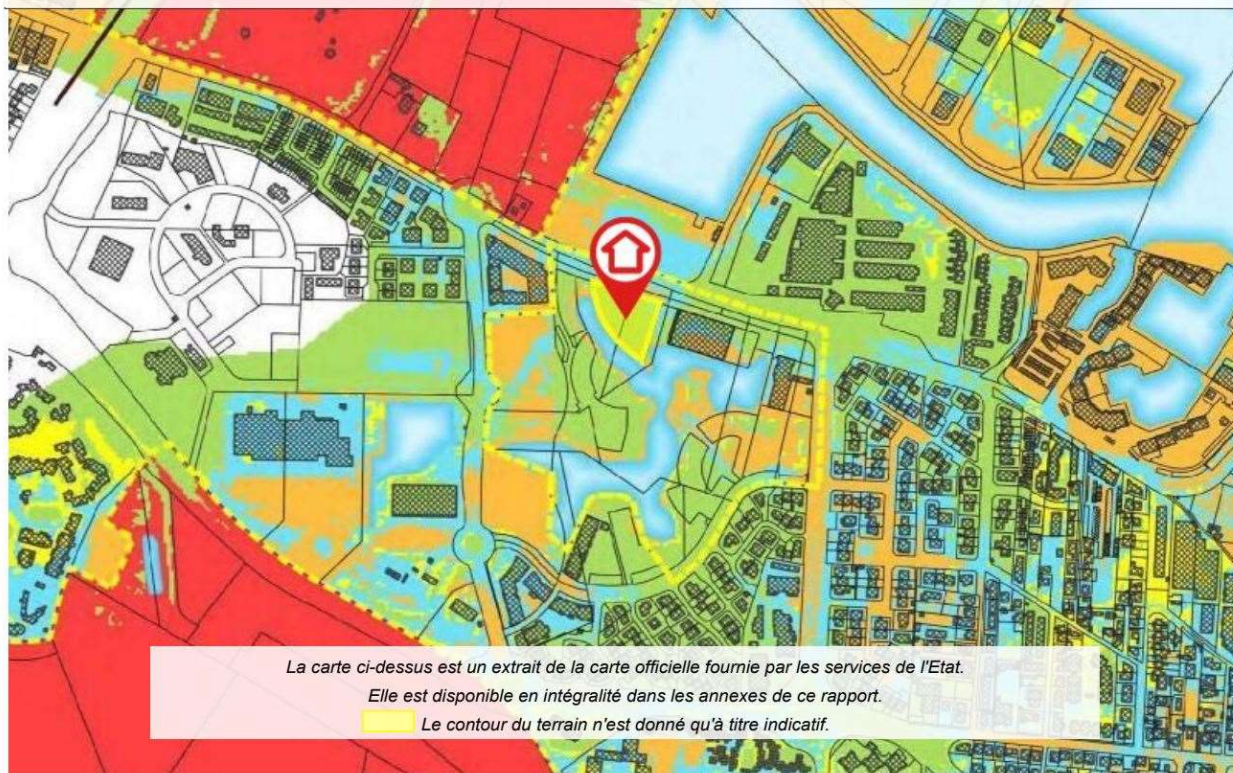 La carte ci-dessus est un extrait de la carte officielle fournie par les services de l'Etat.
Elle est disponible en intégralité dans les annexes de ce rapport.
Le contour du terrain n'est donné qu'à titre indicatif.